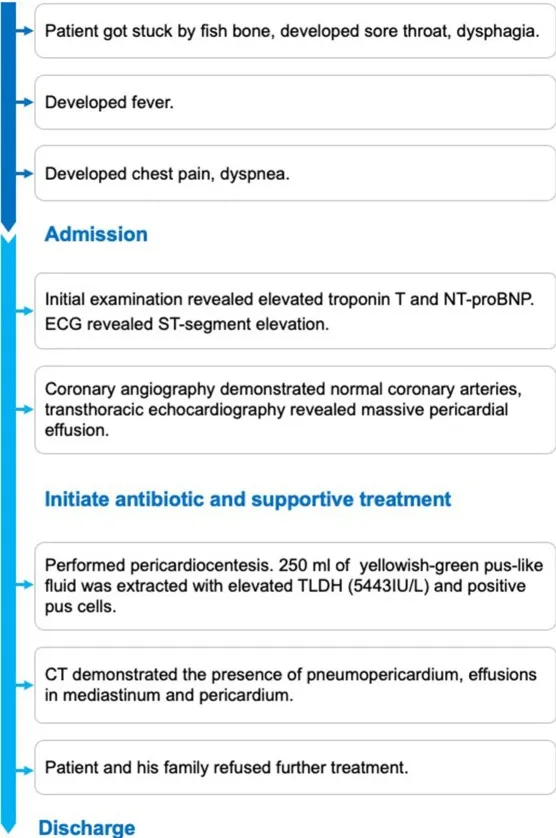 Patient got stuck by fish bone, developed sore throat, dysphagia.
Developed fever.
Developed chest pain, dyspnea.
Admission
Initial examination revealed elevated troponin T and NT-proBNP.
ECG revealed ST-segment elevation.
Coronary angiography demonstrated normal coronary arteries,
transthoracic echocardiography revealed massive pericardial
effusion.
Initiate antibiotic and supportive treatment
Performed pericardiocentesis. 250 ml of yellowish-green pus-like
fluid was extracted with elevated TLDH (5443IU/L) and positive
pus cells.
CT demonstrated the presence of pneumopericardium, effusions
in mediastinum and pericardium.
Patient and his family refused further treatment.
Discharge